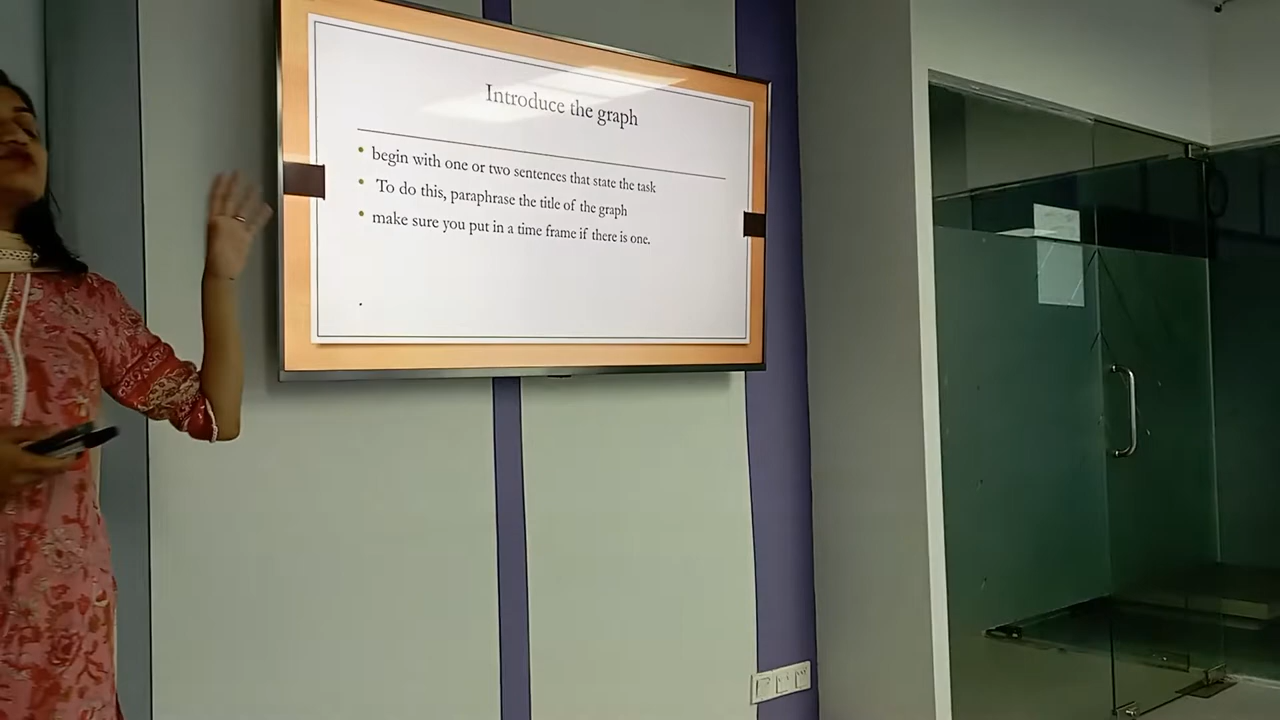 Introduce the graph
begin with one or two sentences that state the task
To do this, paraphrase the title of the graph
make sure you put in a time frame if there is one.